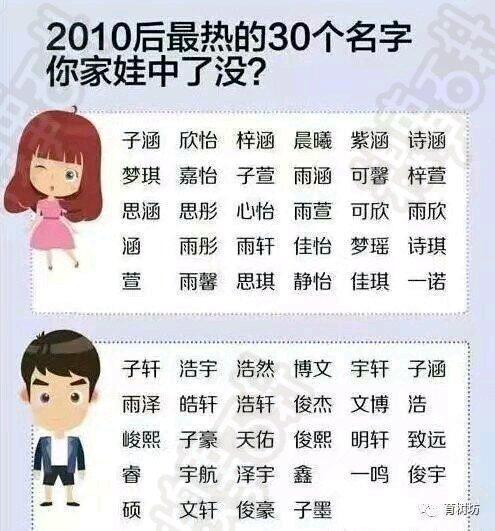 2010后最热的30个名字
你家娃中了没？
子涵 欣怡 梓涵 晨曦 紫涵 诗涵
梦琪 嘉怡 子萱 雨涵 可馨 梓萱
思涵 思彤 心怡 雨萱 可欣 雨欣
涵 雨彤 雨轩 佳怡 梦瑶 诗琪
萱 雨馨 思琪 静怡 佳琪 一诺
子轩 浩宇 浩然 博文 宇轩 子涵
雨泽 皓轩 浩轩 俊杰 文博 浩
峻熙 子豪 天佑 俊熙 明轩 致远
睿 宇航 泽宇 鑫 一鸣 俊宇
硕 文轩 俊豪 子墨
育树坊